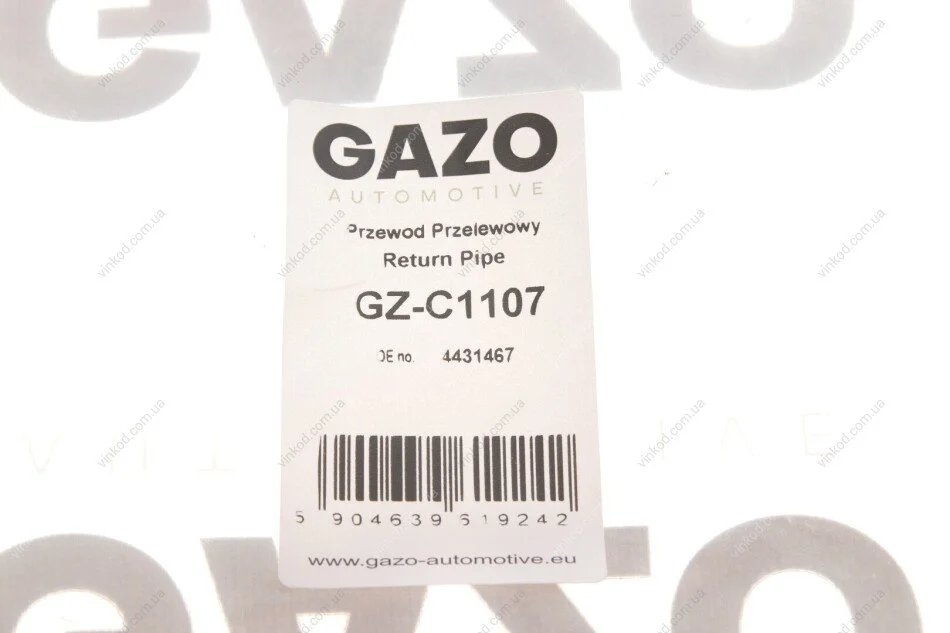 GAZO
AUTOMOTIVE
Przewod Przelewowy
Return Pipe
GZ-C1107
OE no. 4431467
5 904639 619242
www.gazo-automotive.eu
vinkod.com.ua